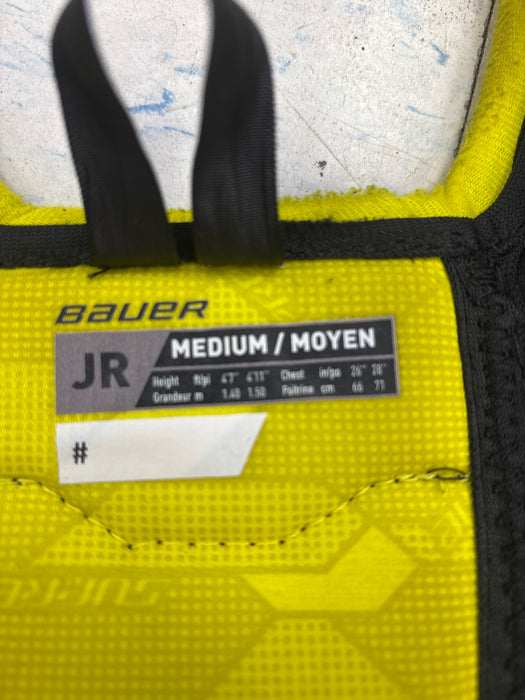 BAUER
JR MEDIUM / MOYEN
Height ft/pi 4'7" 4'11" Chest in/po 26" 28"
Grandeur m 1.40 1.50 Poitrine cm 66 71
#